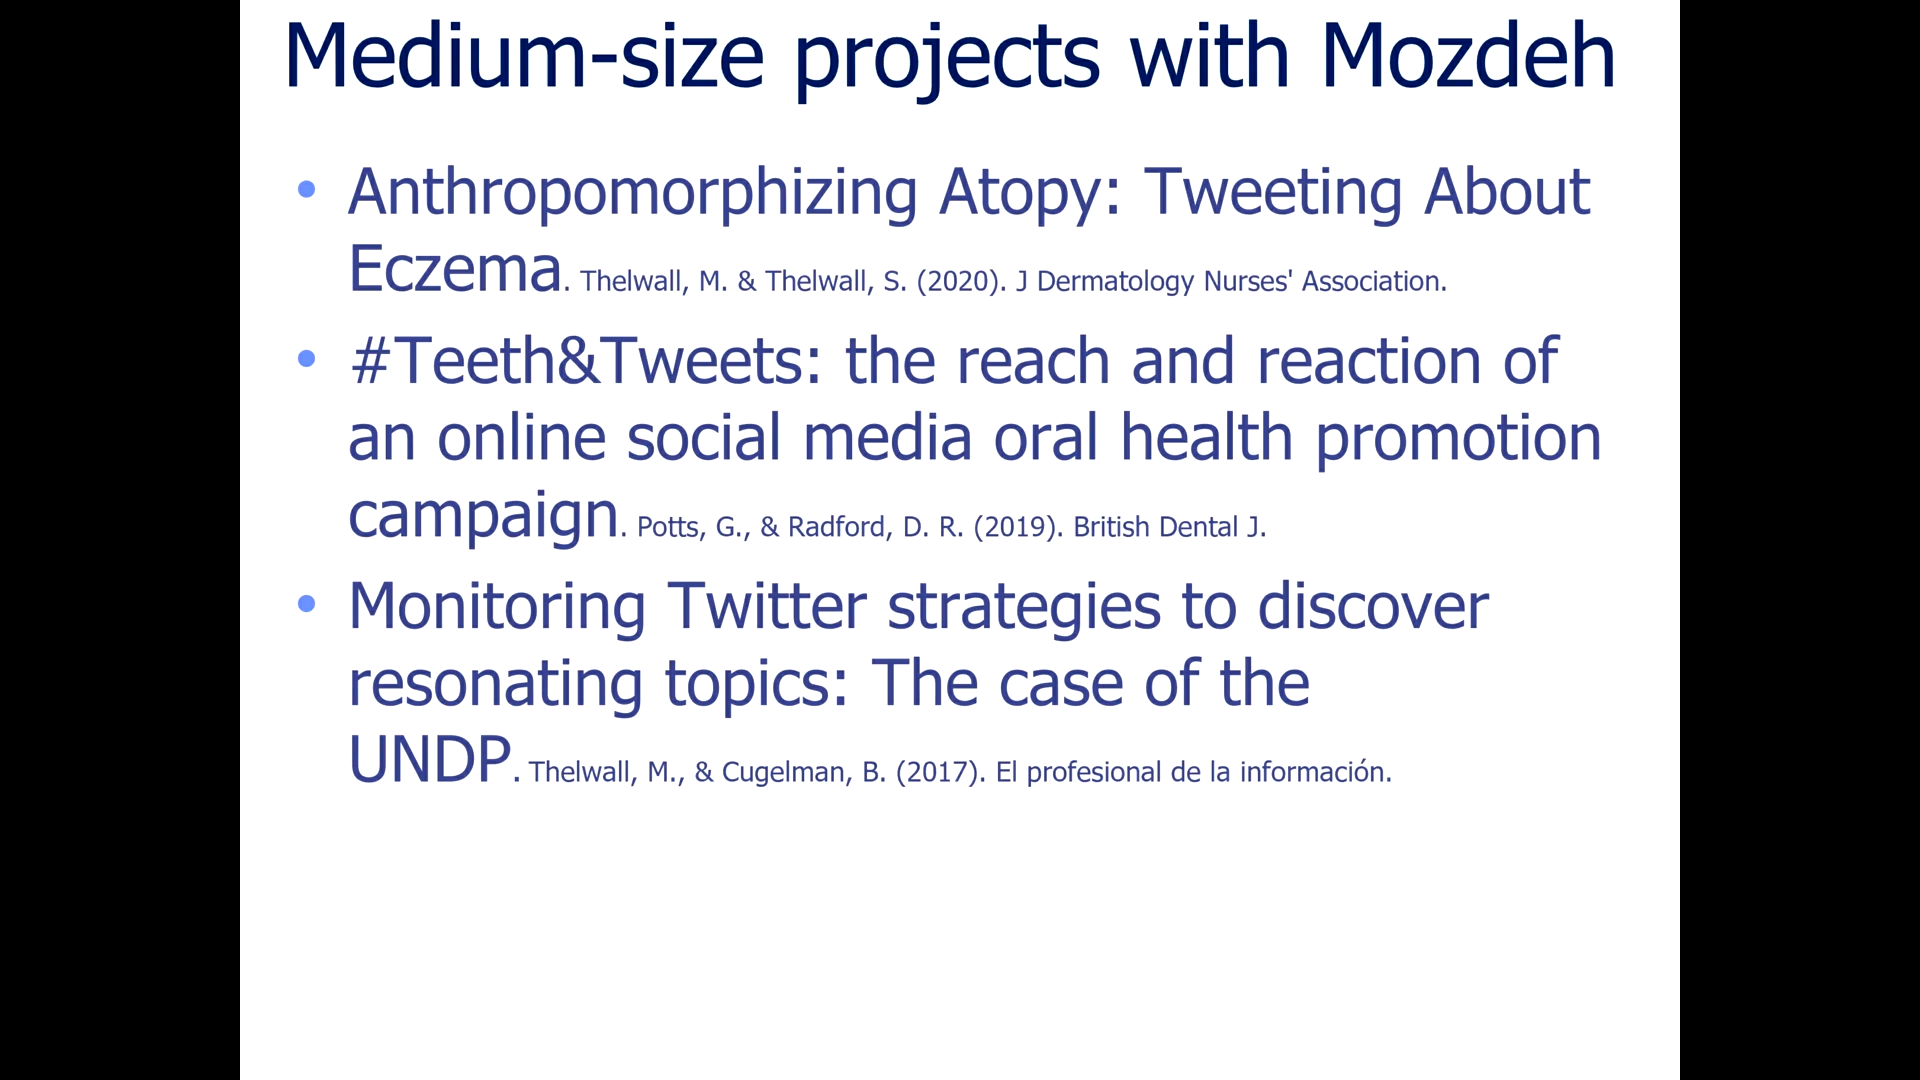 Medium-size projects with Mozdeh
• Anthropomorphizing Atopy: Tweeting About
Eczema. Thelwall, M. & Thelwall, S. (2020). J Dermatology Nurses' Association.
• #Teeth&Tweets: the reach and reaction of
an online social media oral health promotion
campaign. Potts, G., & Radford, D. R. (2019). British Dental J.
• Monitoring Twitter strategies to discover
resonating topics: The case of the
UNDP. Thelwall, M., & Cugelman, B. (2017). El profesional de la información.